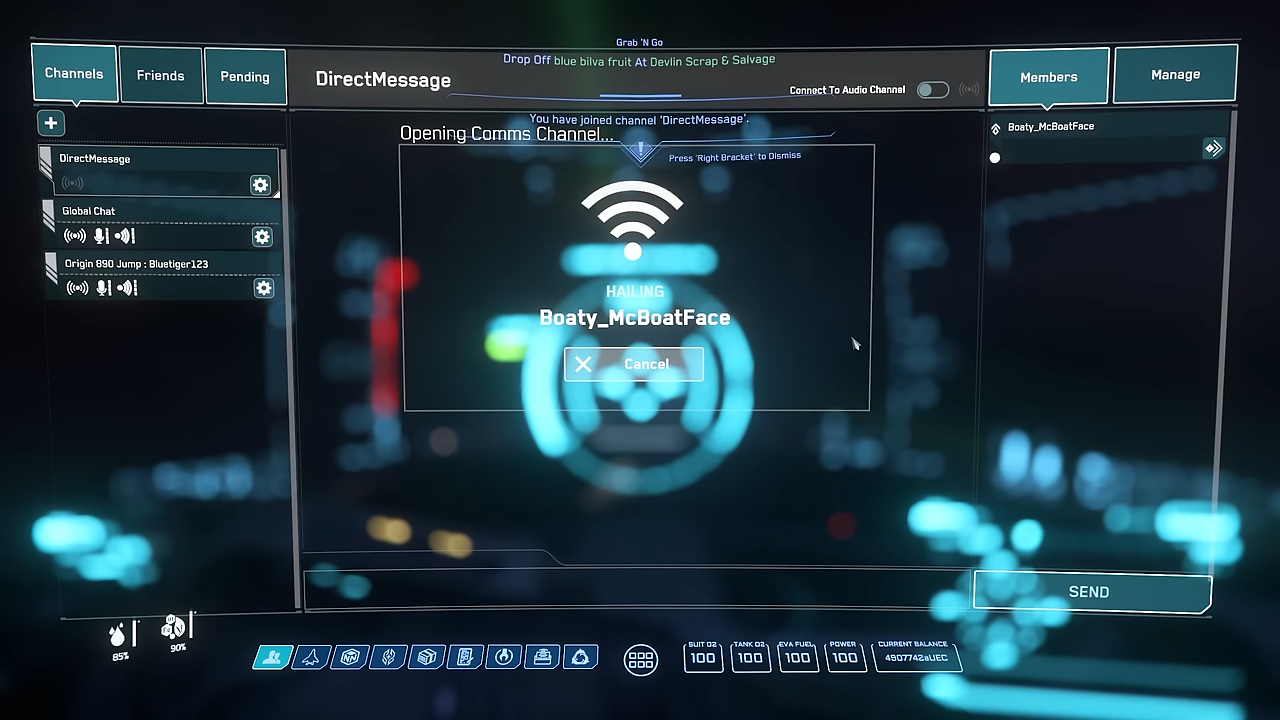 Grab 'N Go
Drop Off blue bilva fruit At Devlin Scrap & Salvage
Channels
Friends
Pending
DirectMessage
Connect To Audio Channel
Members
Manage
You have joined channel 'DirectMessage'.
Opening Comms Channel...
Press 'Right Bracket' to Dismiss
Boaty_McBoatFace
DirectMessage
Global Chat
Origin 890 Jump : Bluetiger123
HAILING
Boaty_McBoatFace
Cancel
SEND
85%
90%
SUIT O2
100
TANK O2
100
EVA FUEL
100
POWER
100
CURRENT BALANCE
4907742aUEC